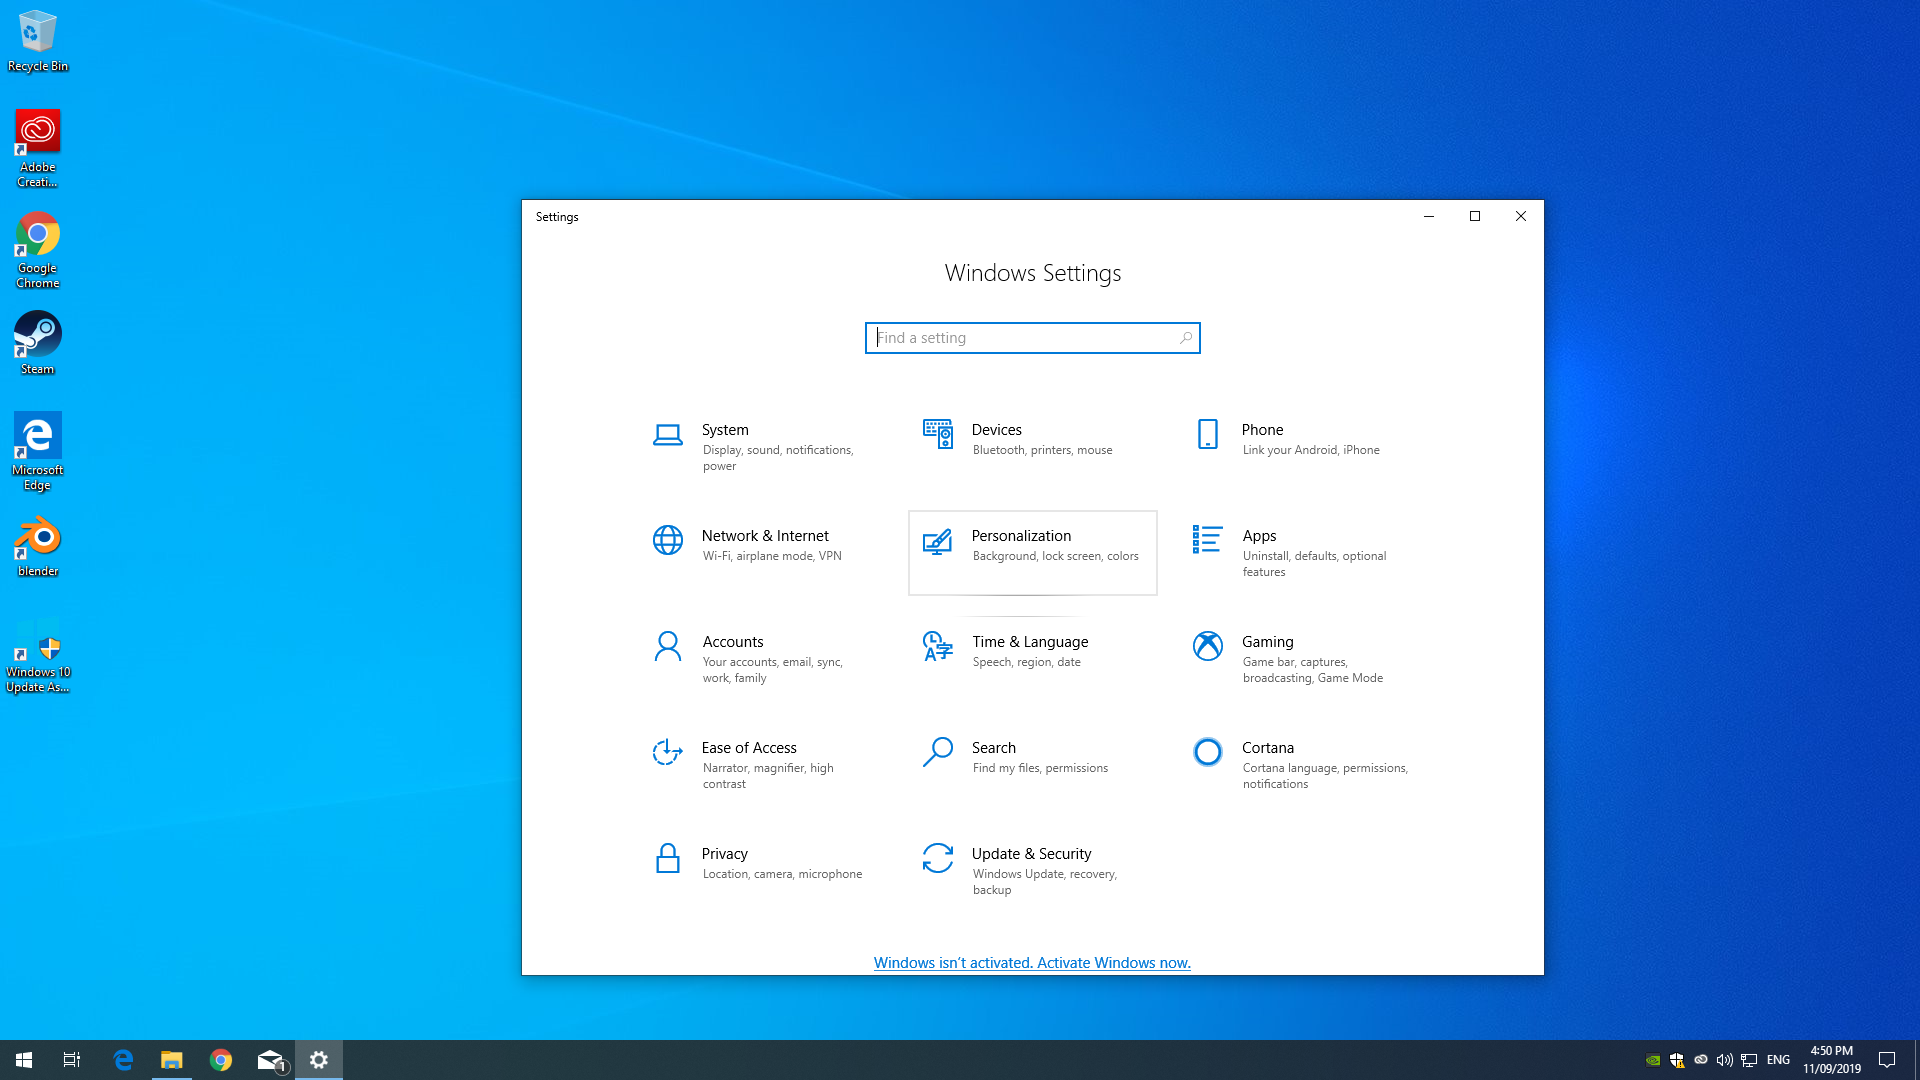 Recycle Bin
Adobe
Creati...
Google
Chrome
Steam
Microsoft
Edge
blender
Windows 10
Update As...
Settings
Windows Settings
Find a setting
System
Display, sound, notifications,
power
Devices
Bluetooth, printers, mouse
Phone
Link your Android, iPhone
Network & Internet
Wi-Fi, airplane mode, VPN
Personalization
Background, lock screen, colors
Apps
Uninstall, defaults, optional
features
Accounts
Your accounts, email, sync,
work, family
Time & Language
Speech, region, date
Gaming
Game bar, captures,
broadcasting, Game Mode
Ease of Access
Narrator, magnifier, high
contrast
Search
Find my files, permissions
Cortana
Cortana language, permissions,
notifications
Privacy
Location, camera, microphone
Update & Security
Windows Update, recovery,
backup
Windows isn't activated. Activate Windows now.
1
ENG
4:50 PM
11/09/2019